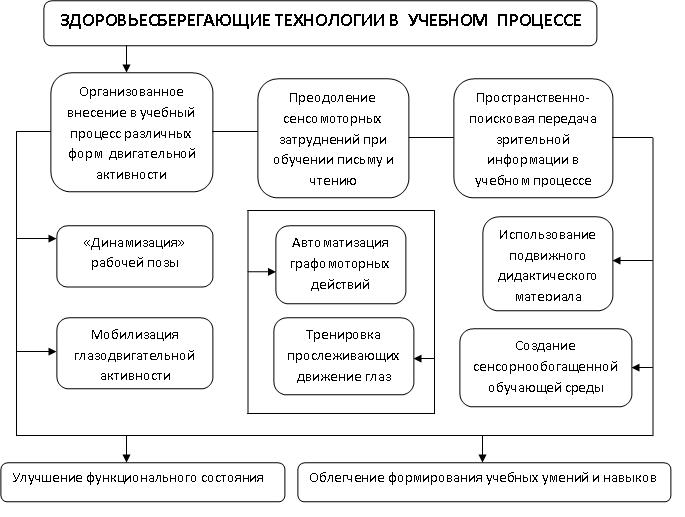 ЗДОРОВЬЕСБЕРЕГАЮЩИЕ ТЕХНОЛОГИИ В УЧЕБНОМ ПРОЦЕССЕ
Организованное
внесение в учебный
процесс различных
форм двигательной
активности
Преодоление
сенсомоторных
затруднений при
обучении письму и
чтению
Пространственно-
поисковая передача
зрительной
информации в
учебном процессе
«Динамизация»
рабочей позы
Автоматизация
графомоторных
действий
Использование
подвижного
дидактического
материала
Мобилизация
глазодвигательной
активности
Тренировка
прослеживающих
движение глаз
Создание
сенсорнообогащенной
обучающей среды
Улучшение функционального состояния
Облегчение формирования учебных умений и навыков